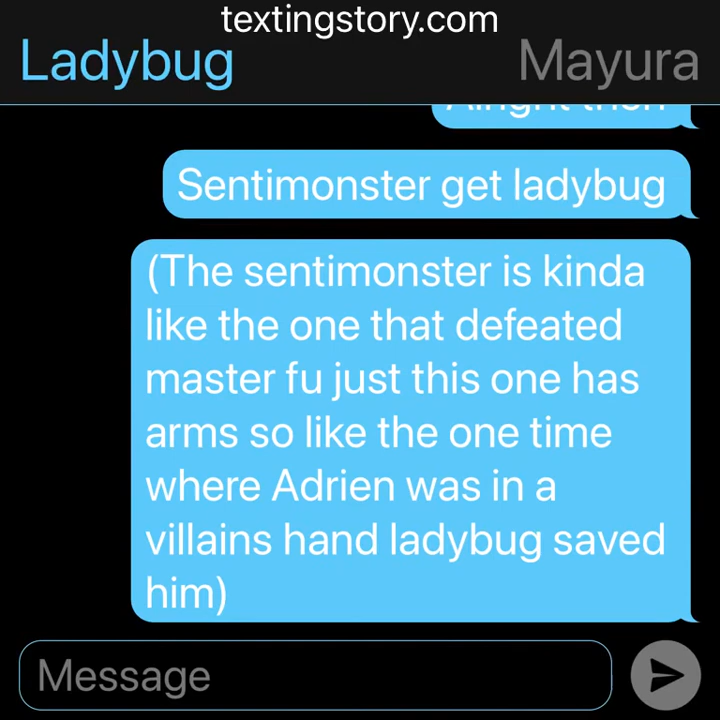 textingstory.com
Ladybug
Mayura
Alright then
Sentimonster get ladybug
(The sentimonster is kinda
like the one that defeated
master fu just this one has
arms so like the one time
where Adrien was in a
villains hand ladybug saved
him)
Message